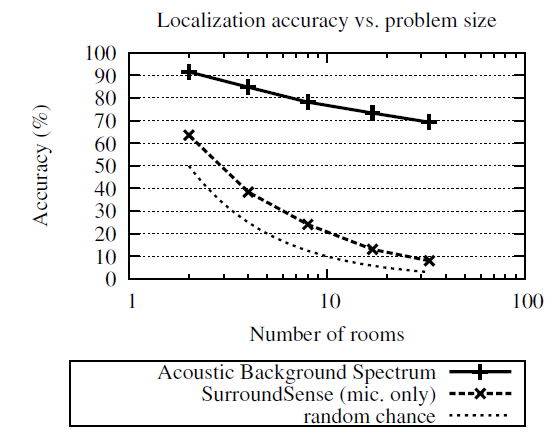 Localization accuracy vs. problem size
100
90
80
70
60
50
40
30
20
10
0
Accuracy (%)
1 10 100
Number of rooms
Acoustic Background Spectrum
SurroundSense (mic. only)
random chance